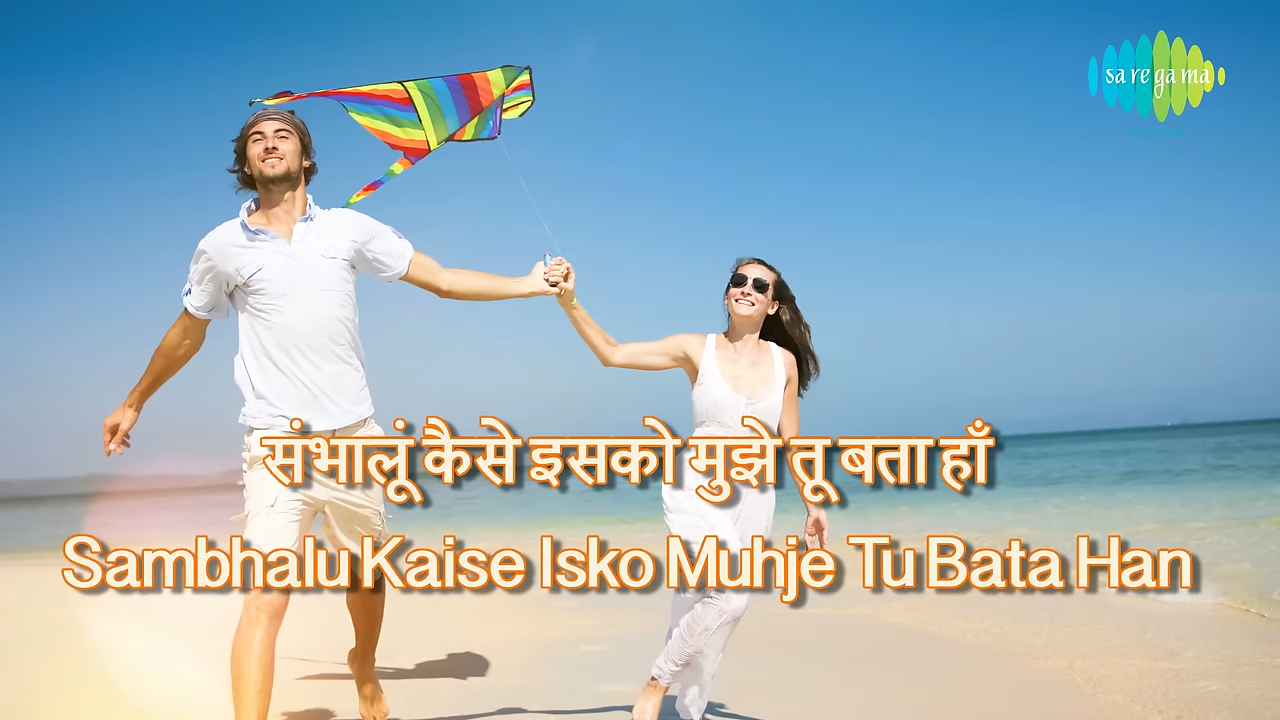 sa re ga ma
संभालूं कैसे इसको मुझे तू बता हाँ
Sambhalu Kaise Isko Muhje Tu Bata Han